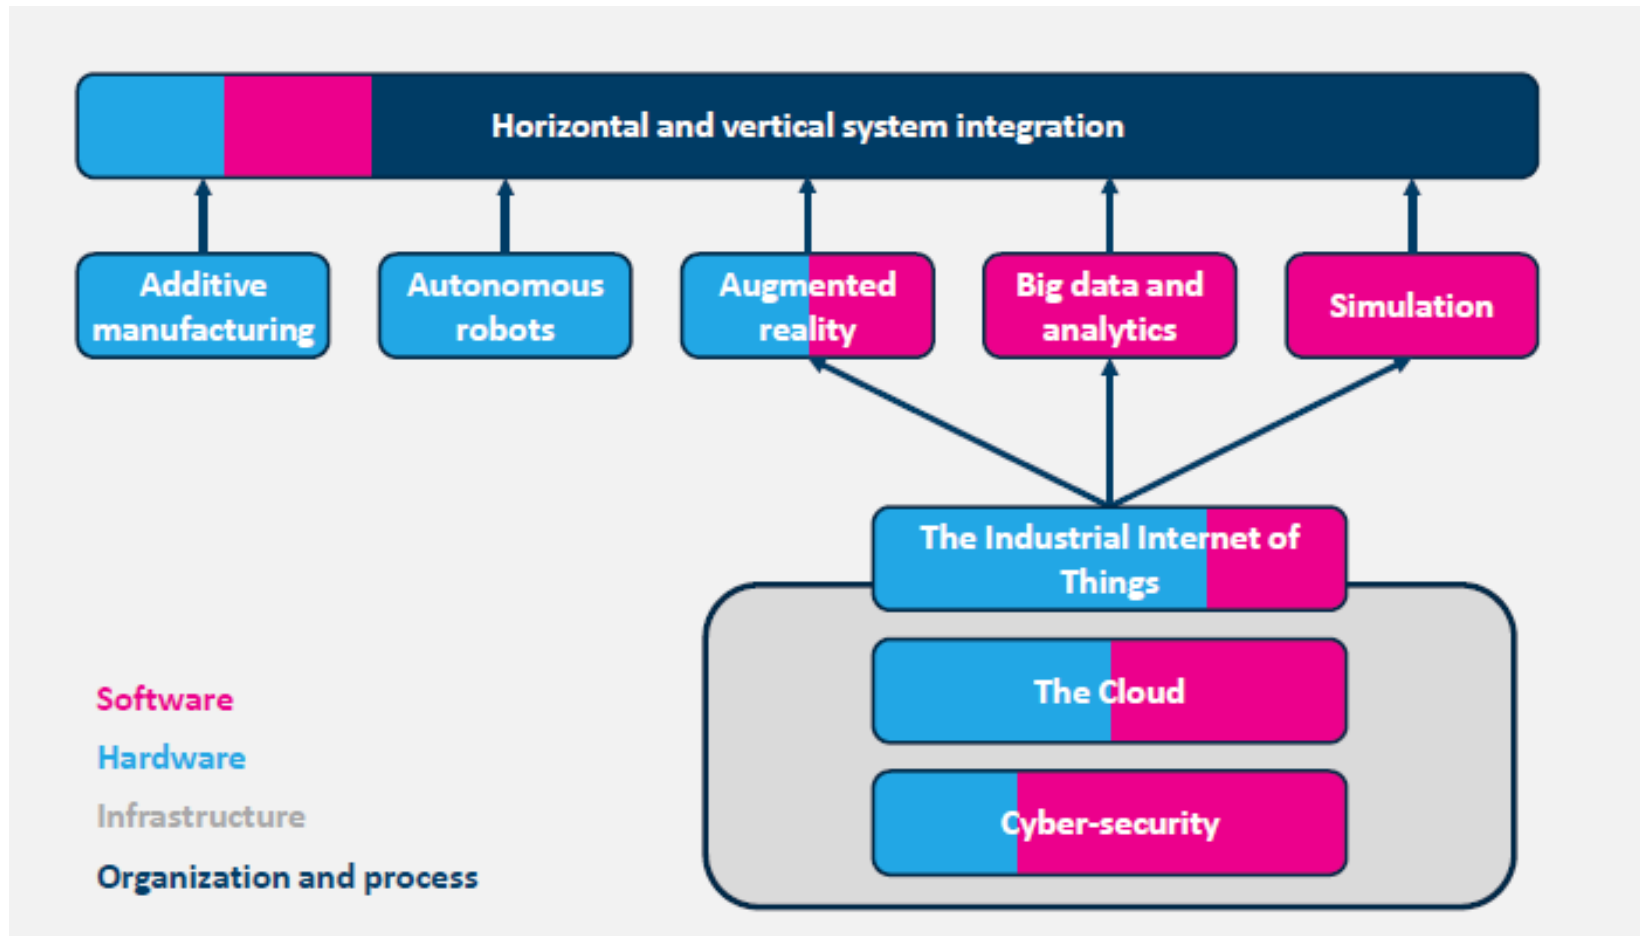 Horizontal and vertical system integration
Additive
manufacturing
Autonomous
robots
Augmented
reality
Big data and
analytics
Simulation
The Industrial Internet of
Things
The Cloud
Cyber-security
Software
Hardware
Infrastructure
Organization and process